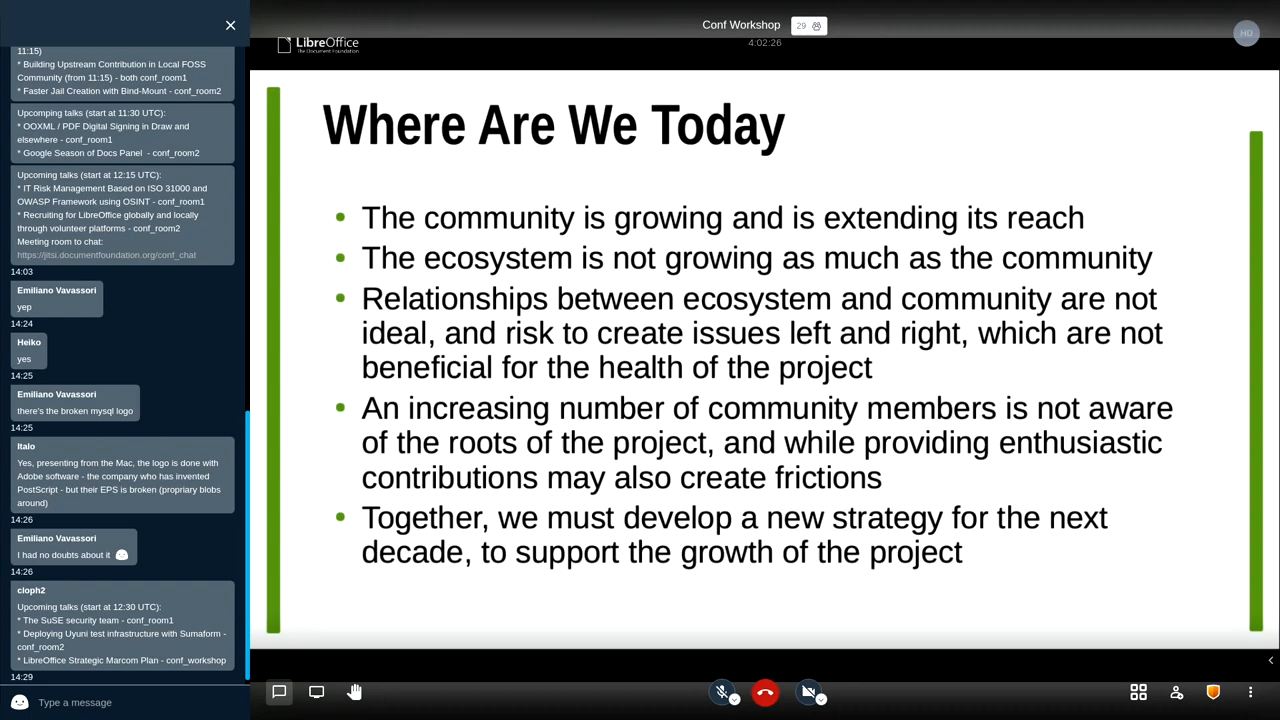 11:15)
* Building Upstream Contribution in Local FOSS
Community (from 11:15) - both conf_room1
* Faster Jail Creation with Bind-Mount - conf_room2
Upcomping talks (start at 11:30 UTC):
* OOXML / PDF Digital Signing in Draw and
elsewhere - conf_room1
* Google Season of Docs Panel - conf_room2
Upcoming talks (start at 12:15 UTC):
* IT Risk Management Based on ISO 31000 and
OWASP Framework using OSINT - conf_room1
* Recruiting for LibreOffice globally and locally
through volunteer platforms - conf_room2
Meeting room to chat:
https://jitsi.documentfoundation.org/conf_chat
14:03
Emiliano Vavassori
yep
14:24
Heiko
yes
14:25
Emiliano Vavassori
there's the broken mysql logo
14:25
Italo
Yes, presenting from the Mac, the logo is done with
Adobe software - the company who has invented
PostScript - but their EPS is broken (propriary blobs
around)
14:26
Emiliano Vavassori
I had no doubts about it
14:26
cloph2
Upcoming talks (start at 12:30 UTC):
* The SuSE security team - conf_room1
* Deploying Uyuni test infrastructure with Sumaform -
conf_room2
* LibreOffice Strategic Marcom Plan - conf_workshop
14:29
Type a message
Conf Workshop 29
4:02:26
HD
LibreOffice
The Document Foundation
Where Are We Today
• The community is growing and is extending its reach
• The ecosystem is not growing as much as the community
• Relationships between ecosystem and community are not
ideal, and risk to create issues left and right, which are not
beneficial for the health of the project
• An increasing number of community members is not aware
of the roots of the project, and while providing enthusiastic
contributions may also create frictions
• Together, we must develop a new strategy for the next
decade, to support the growth of the project